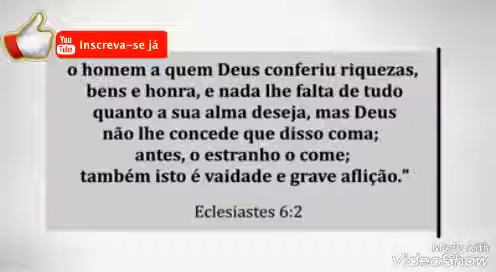 You
Tube
Inscreva-se já
o homem a quem Deus conferiu riquezas,
bens e honra, e nada lhe falta de tudo
quanto a sua alma deseja, mas Deus
não lhe concede que disso coma;
antes, o estranho o come;
também isto é vaidade e grave aflição."
Eclesiastes 6:2
Made with
VideoShow